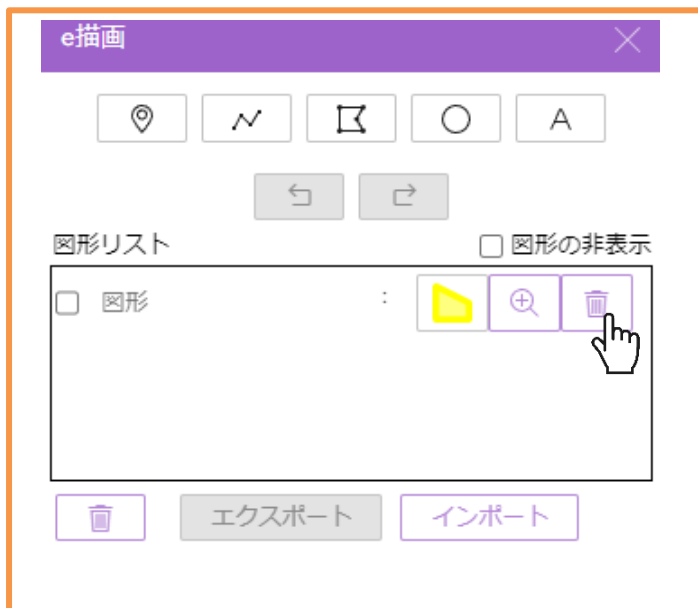 e描画
A
図形リスト
図形の非表示
図形 :
エクスポート
インポート